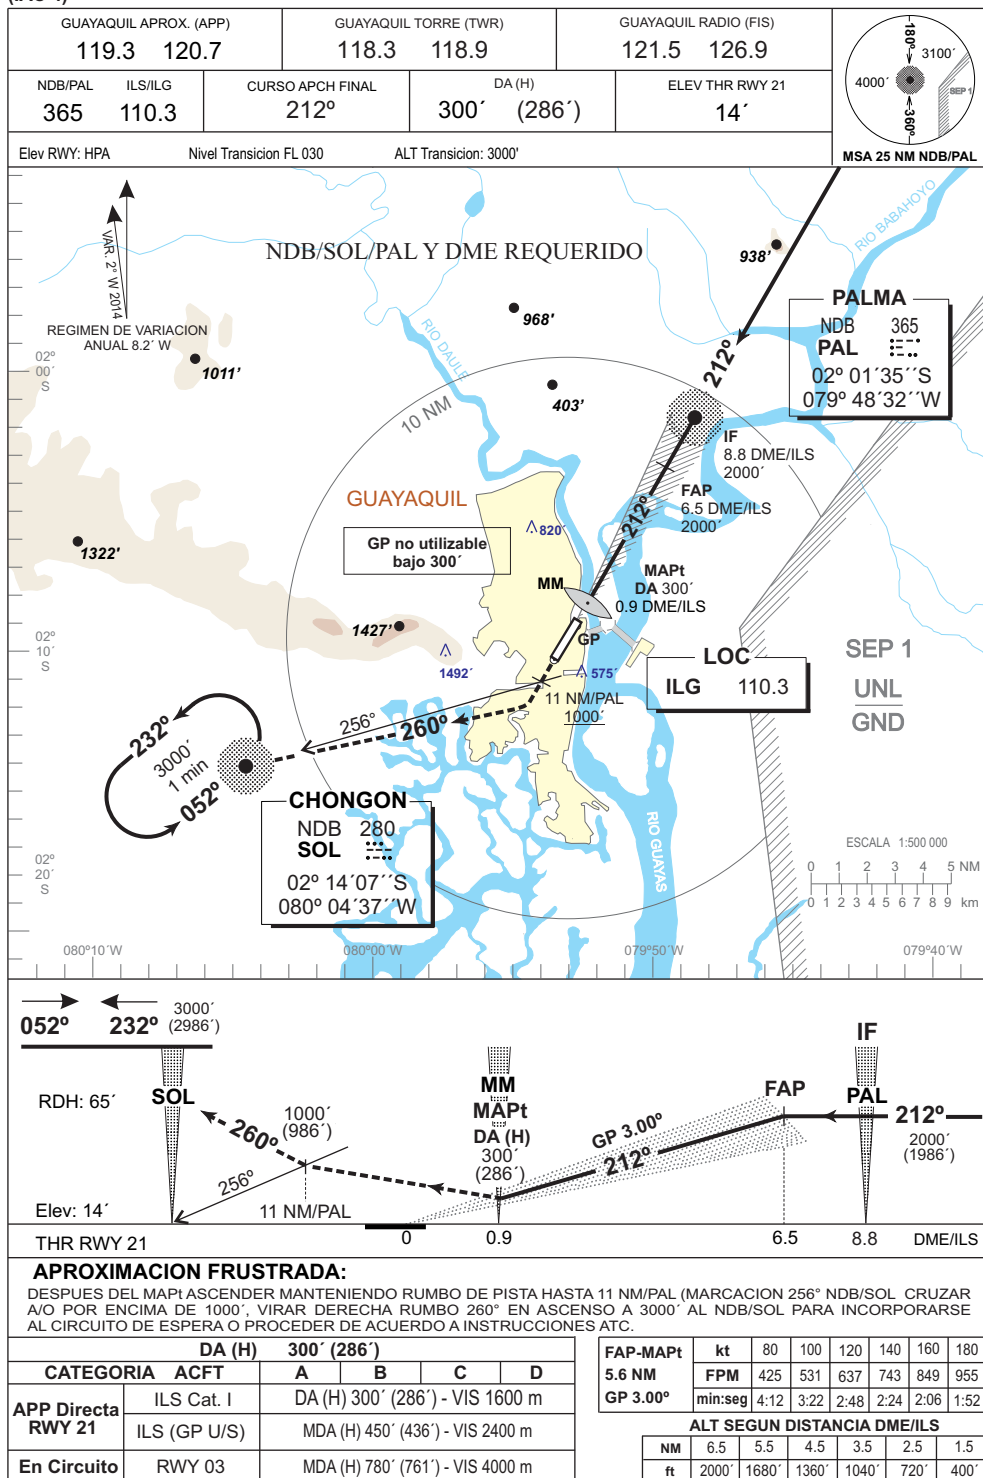 GUAYAQUIL APROX. (APP)
119.3 120.7
GUAYAQUIL TORRE (TWR)
118.3 118.9
GUAYAQUIL RADIO (FIS)
121.5 126.9
NDB/PAL
365
ILS/ILG
110.3
CURSO APCH FINAL
212º
DA (H)
300´ (286´)
ELEV THR RWY 21
14´
Elev RWY: HPA
Nivel Transicion FL 030
ALT Transicion: 3000'
180º
3100´
4000´
SEP 1
360º
MSA 25 NM NDB/PAL
VAR. 2° W 2014
REGIMEN DE VARIACION
ANUAL 8.2´ W
NDB/SOL/PAL Y DME REQUERIDO
938'
968'
1011'
403'
1322'
1427'
RIO BABAHOYO
RIO DAULE
PALMA
NDB 365
PAL
02º 01´35´´S
079º 48´32´´W
212º
10 NM
IF
8.8 DME/ILS
2000´
FAP
6.5 DME/ILS
2000´
212º
GUAYAQUIL
820´
GP no utilizable
bajo 300´
MM
MAPt
DA 300´
0.9 DME/ILS
GP
1492´
575´
LOC
ILG 110.3
SEP 1
UNL
GND
11 NM/PAL
1000´
256°
260º
232º
3000´
1 min
052º
CHONGON
NDB 280
SOL
02º 14´07´´S
080º 04´37´´W
RIO GUAYAS
ESCALA 1:500 000
0 1 2 3 4 5 NM
0 1 2 3 4 5 6 7 8 9 km
02°
00´
S
02°
10´
S
02°
20´
S
080º10´W
080º00´W
079º50´W
079º40´W
052º
232º
3000´
(2986´)
RDH: 65´
SOL
260º
1000´
(986´)
256º
11 NM/PAL
MM
MAPt
DA (H)
300´
(286´)
GP 3.00º
212º
FAP
IF
PAL
212º
2000´
(1986´)
Elev: 14´
THR RWY 21
0 0.9 6.5 8.8 DME/ILS
APROXIMACION FRUSTRADA:
DESPUES DEL MAPt ASCENDER MANTENIENDO RUMBO DE PISTA HASTA 11 NM/PAL (MARCACION 256° NDB/SOL CRUZAR
A/O POR ENCIMA DE 1000´, VIRAR DERECHA RUMBO 260° EN ASCENSO A 3000´ AL NDB/SOL PARA INCORPORARSE
AL CIRCUITO DE ESPERA O PROCEDER DE ACUERDO A INSTRUCCIONES ATC.
DA (H) 300´ (286´)
CATEGORIA ACFT A B C D
APP Directa
RWY 21
ILS Cat. I DA (H) 300´ (286´) - VIS 1600 m
ILS (GP U/S) MDA (H) 450´ (436´) - VIS 2400 m
En Circuito RWY 03 MDA (H) 780´ (761´) - VIS 4000 m
FAP-MAPt kt 80 100 120 140 160 180
5.6 NM FPM 425 531 637 743 849 955
GP 3.00º min:seg 4:12 3:22 2:48 2:24 2:06 1:52
ALT SEGUN DISTANCIA DME/ILS
NM 6.5 5.5 4.5 3.5 2.5 1.5
ft 2000´ 1680´ 1360´ 1040´ 720´ 400´